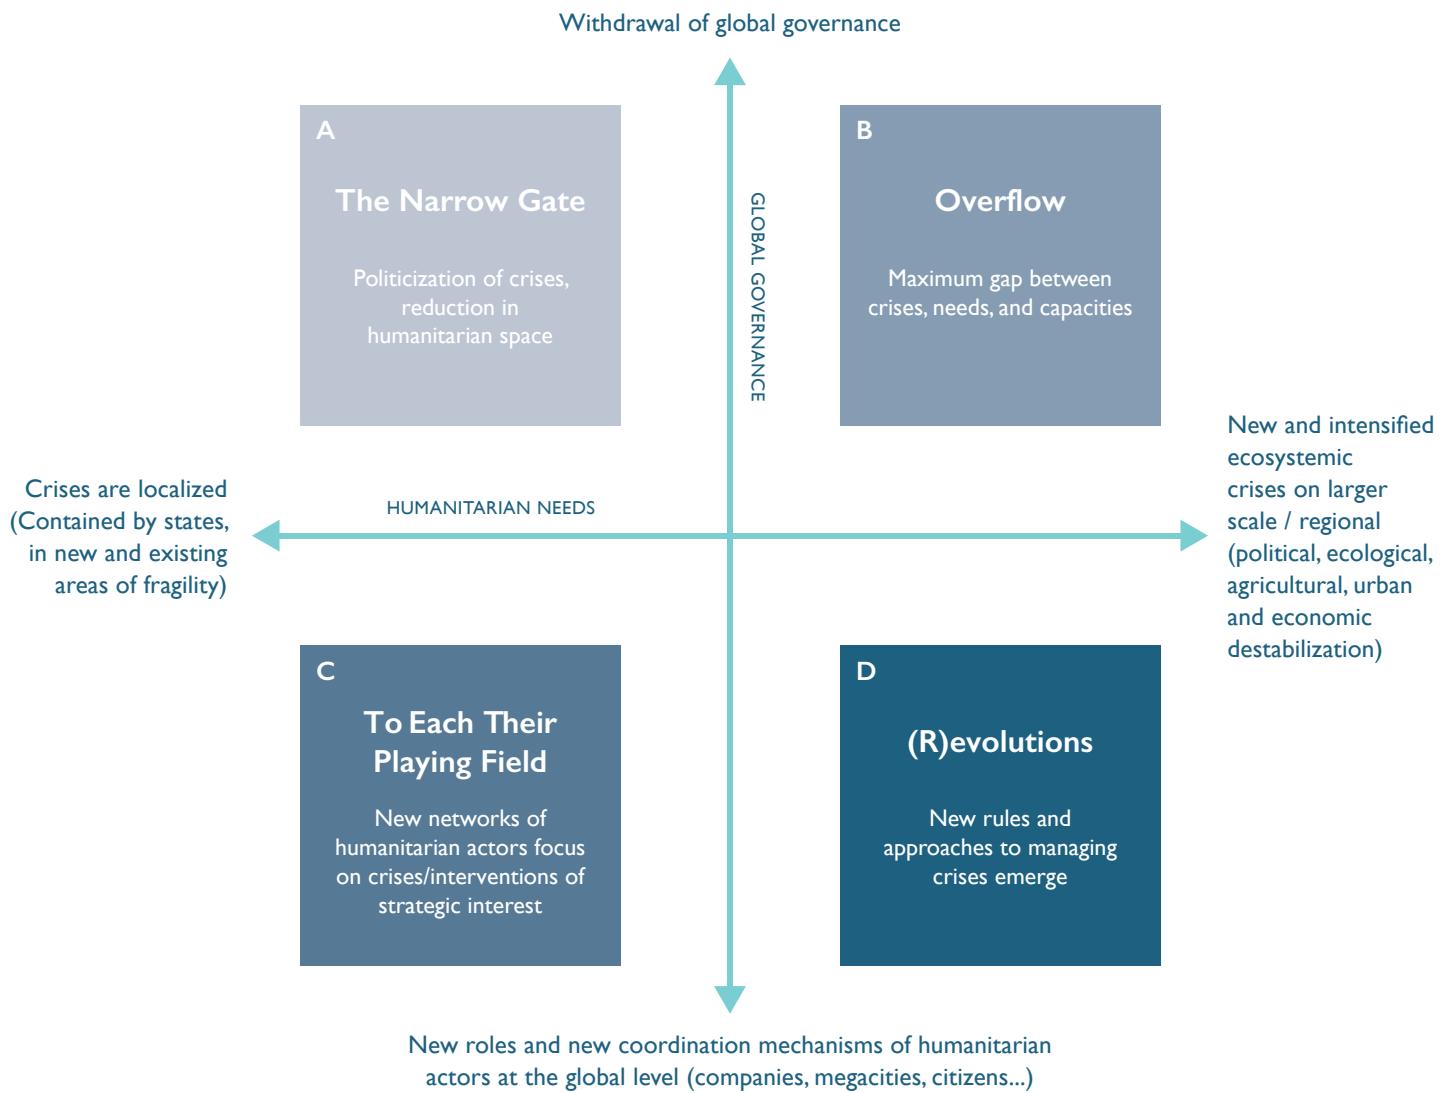 Withdrawal of global governance
A
The Narrow Gate
Politicization of crises,
reduction in
humanitarian space
B
Overflow
Maximum gap between
crises, needs, and capacities
GLOBAL GOVERNANCE
HUMANITARIAN NEEDS
Crises are localized
(Contained by states,
in new and existing
areas of fragility)
New and intensified
ecosystemic
crises on larger
scale / regional
(political, ecological,
agricultural, urban
and economic
destabilization)
C
To Each Their
Playing Field
New networks of
humanitarian actors focus
on crises/interventions of
strategic interest
D
(R)evolutions
New rules and
approaches to managing
crises emerge
New roles and new coordination mechanisms of humanitarian
actors at the global level (companies, megacities, citizens...)